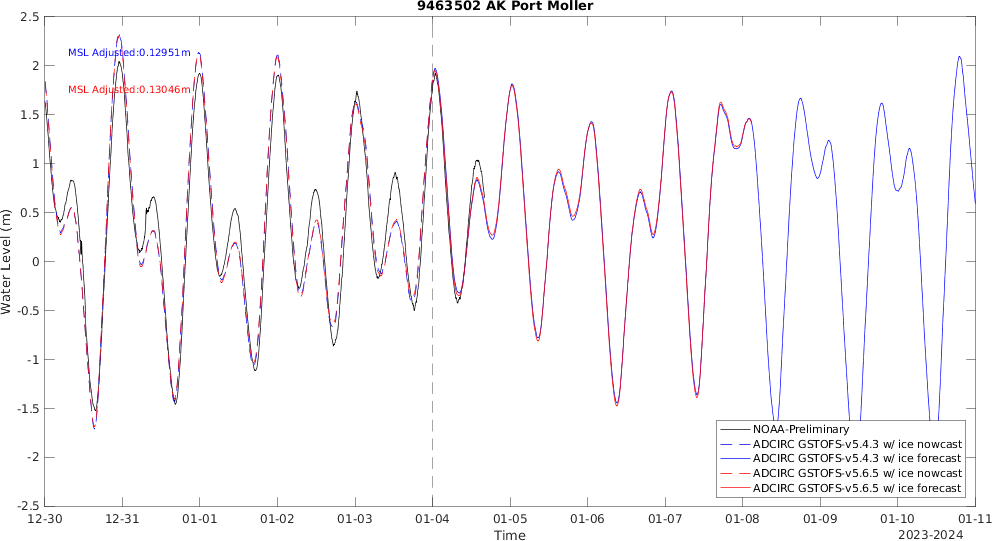 9463502 AK Port Moller
MSL Adjusted:0.12951m
MSL Adjusted:0.13046m
Water Level (m)
2.5
2
1.5
1
0.5
0
-0.5
-1
-1.5
-2
-2.5
NOAA-Preliminary
ADCIRC GSTOFS-v5.4.3 w/ ice nowcast
ADCIRC GSTOFS-v5.4.3 w/ ice forecast
ADCIRC GSTOFS-v5.6.5 w/ ice nowcast
ADCIRC GSTOFS-v5.6.5 w/ ice forecast
12-30 12-31 01-01 01-02 01-03 01-04 01-05 01-06 01-07 01-08 01-09 01-10 01-11
Time
2023-2024